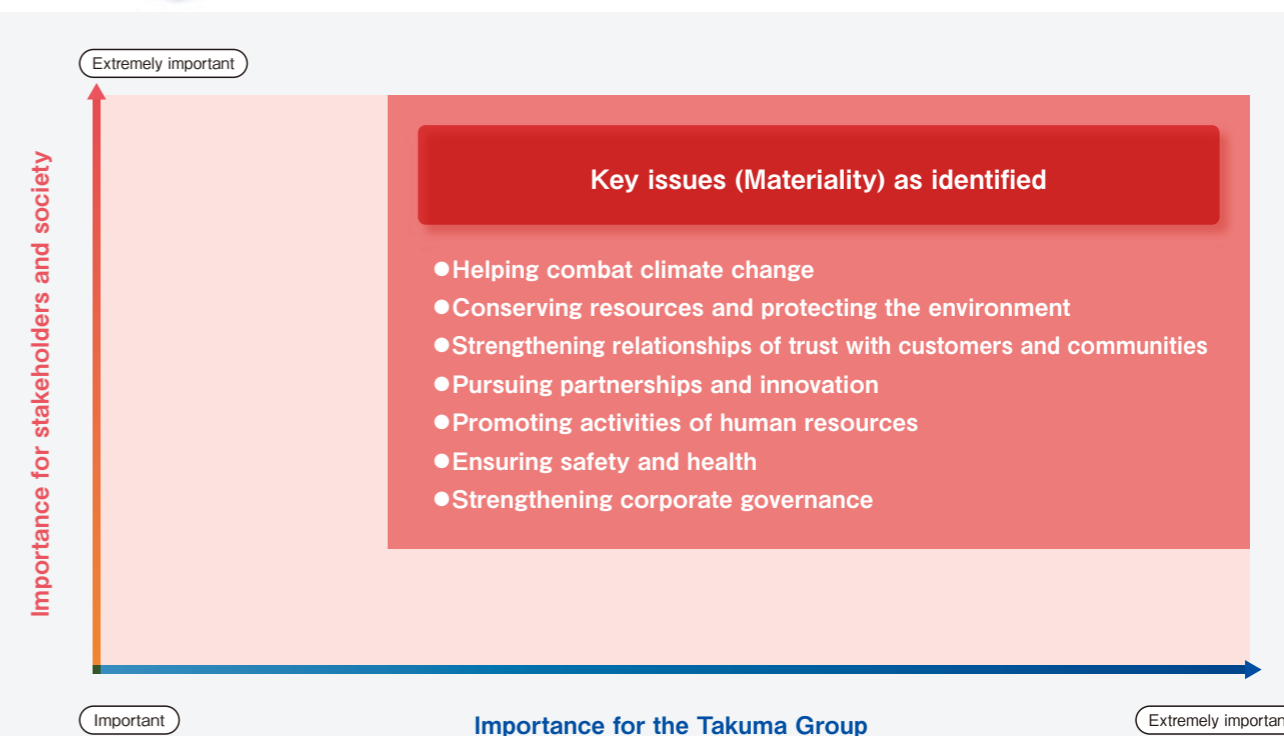 Extremely important
Importance for stakeholders and society
Key issues (Materiality) as identified
●Helping combat climate change
●Conserving resources and protecting the environment
●Strengthening relationships of trust with customers and communities
●Pursuing partnerships and innovation
●Promoting activities of human resources
●Ensuring safety and health
●Strengthening corporate governance
Important
Importance for the Takuma Group
Extremely importan